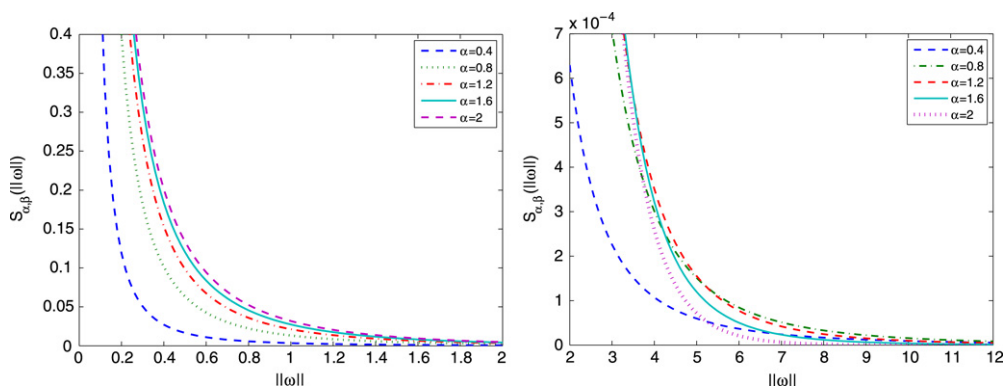 0.4
0.35
0.3
0.25
0.2
0.15
0.1
0.05
0
S_{α,β}(||ω||)
0 0.2 0.4 0.6 0.8 1 1.2 1.4 1.6 1.8 2
||ω||
α=0.4
α=0.8
α=1.2
α=1.6
α=2
x 10^{-4}
7
6
5
4
3
2
1
0
S_{α,β}(||ω||)
2 3 4 5 6 7 8 9 10 11 12
||ω||
α=0.4
α=0.8
α=1.2
α=1.6
α=2